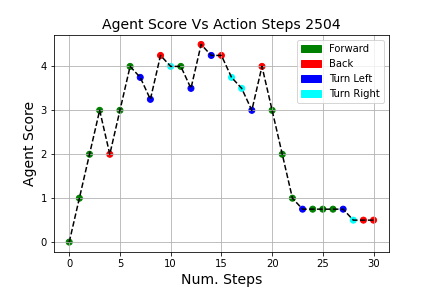 Agent Score Vs Action Steps 2504
Agent Score
4
3
2
1
0
Forward
Back
Turn Left
Turn Right
0 5 10 15 20 25 30
Num. Steps